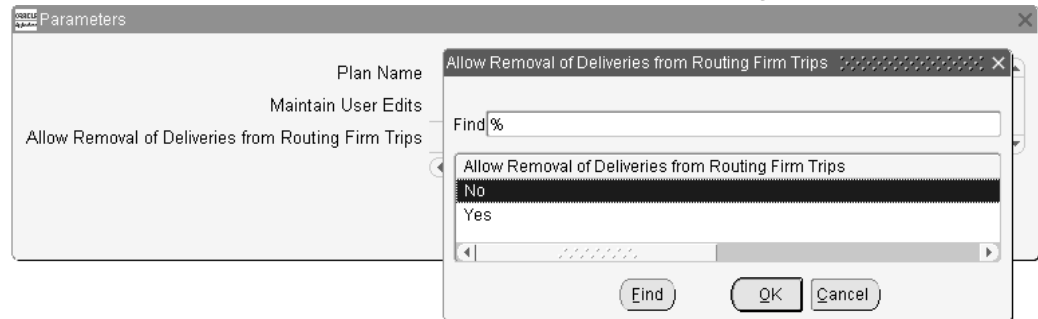 Parameters
Plan Name
Maintain User Edits
Allow Removal of Deliveries from Routing Firm Trips
Allow Removal of Deliveries from Routing Firm Trips
Find %
Allow Removal of Deliveries from Routing Firm Trips
No
Yes
Find
OK
Cancel